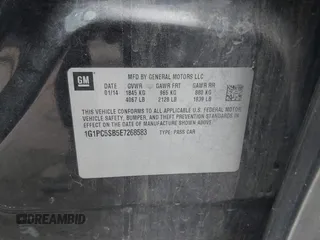 GM
MFD BY GENERAL MOTORS LLC
DATE GVWR GAWR FRT GAWR RR
01/14 1845 KG 965 KG 880 KG
4067 LB 2128 LB 1939 LB
THIS VEHICLE CONFORMS TO ALL APPLICABLE U.S. FEDERAL MOTOR
VEHICLE SAFETY, BUMPER, AND THEFT PREVENTION STANDARDS
IN EFFECT ON THE DATE OF MANUFACTURE SHOWN ABOVE.
1G1PC5SB5E7268583 TYPE: PASS CAR
DREAMBID